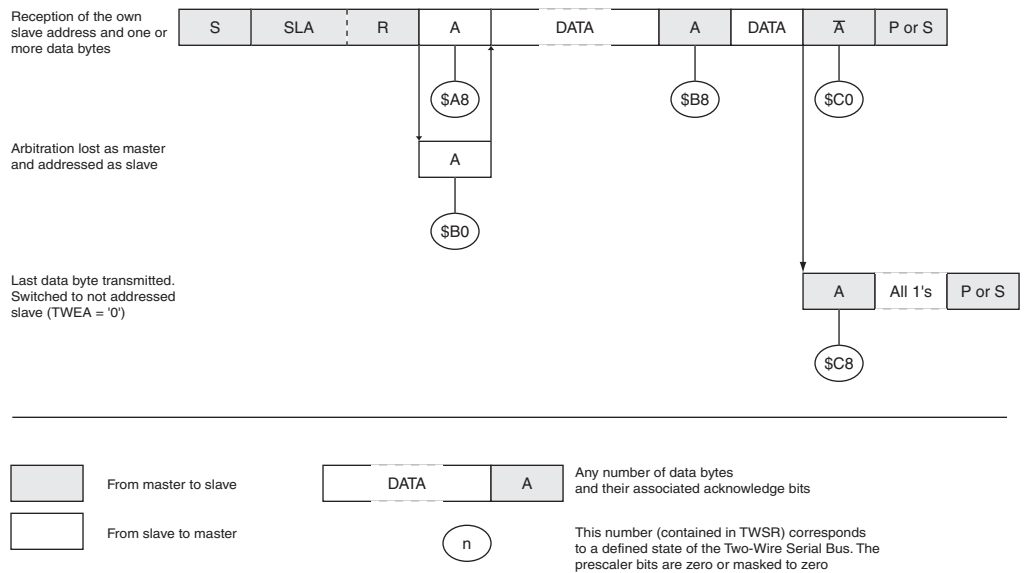 Reception of the own
slave address and one or
more data bytes
S SLA R A DATA A DATA A̅ P or S
$A8 $B8 $C0
Arbitration lost as master
and addressed as slave
A
$B0
Last data byte transmitted.
Switched to not addressed
slave (TWEA = '0')
A All 1's P or S
$C8
From master to slave
DATA A
Any number of data bytes
and their associated acknowledge bits
From slave to master
n
This number (contained in TWSR) corresponds
to a defined state of the Two-Wire Serial Bus. The
prescaler bits are zero or masked to zero